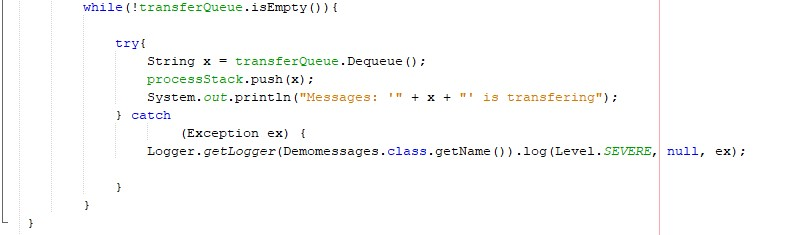 while(!transferQueue.isEmpty()){
try{
String x = transferQueue.Dequeue();
processStack.push(x);
System.out.println("Messages: '" + x + "' is transfering");
} catch
(Exception ex) {
Logger.getLogger(Demomessages.class.getName()).log(Level.SEVERE, null, ex);
}
}
}